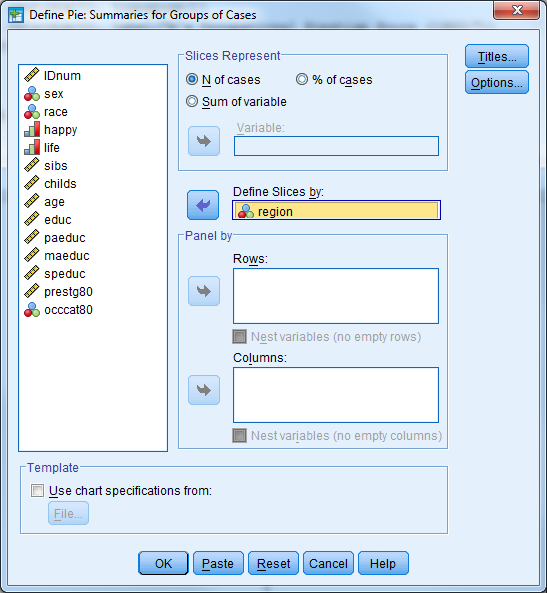 Define Pie: Summaries for Groups of Cases
IDnum
sex
race
happy
life
sibs
childs
age
educ
paeduc
maeduc
speduc
prestg80
occcat80
Slices Represent
N of cases
% of cases
Sum of variable
Variable:
Define Slices by:
region
Panel by
Rows:
Nest variables (no empty rows)
Columns:
Nest variables (no empty columns)
Titles...
Options...
Template
Use chart specifications from:
File...
OK
Paste
Reset
Cancel
Help